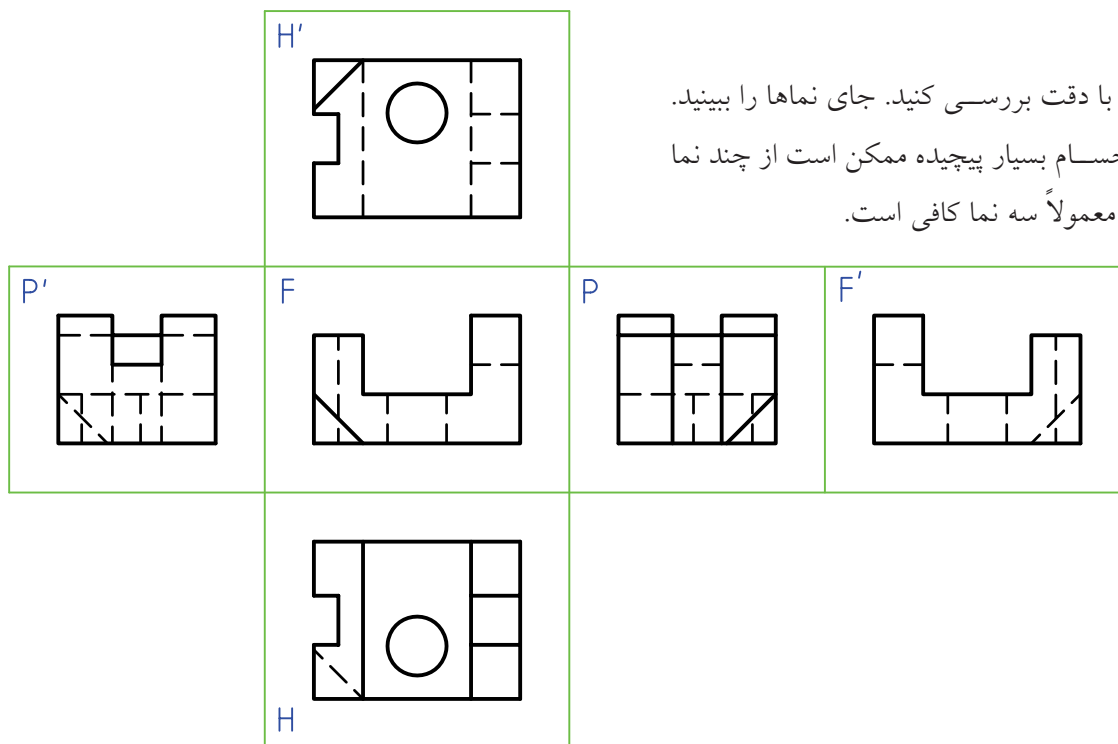 H'
با دقت بررســی کنید. جای نماها را ببینید.
جســام بسیار پیچیده ممکن است از چند نما
معمولاً سه نما کافی است.
P'
F
P
F'
H